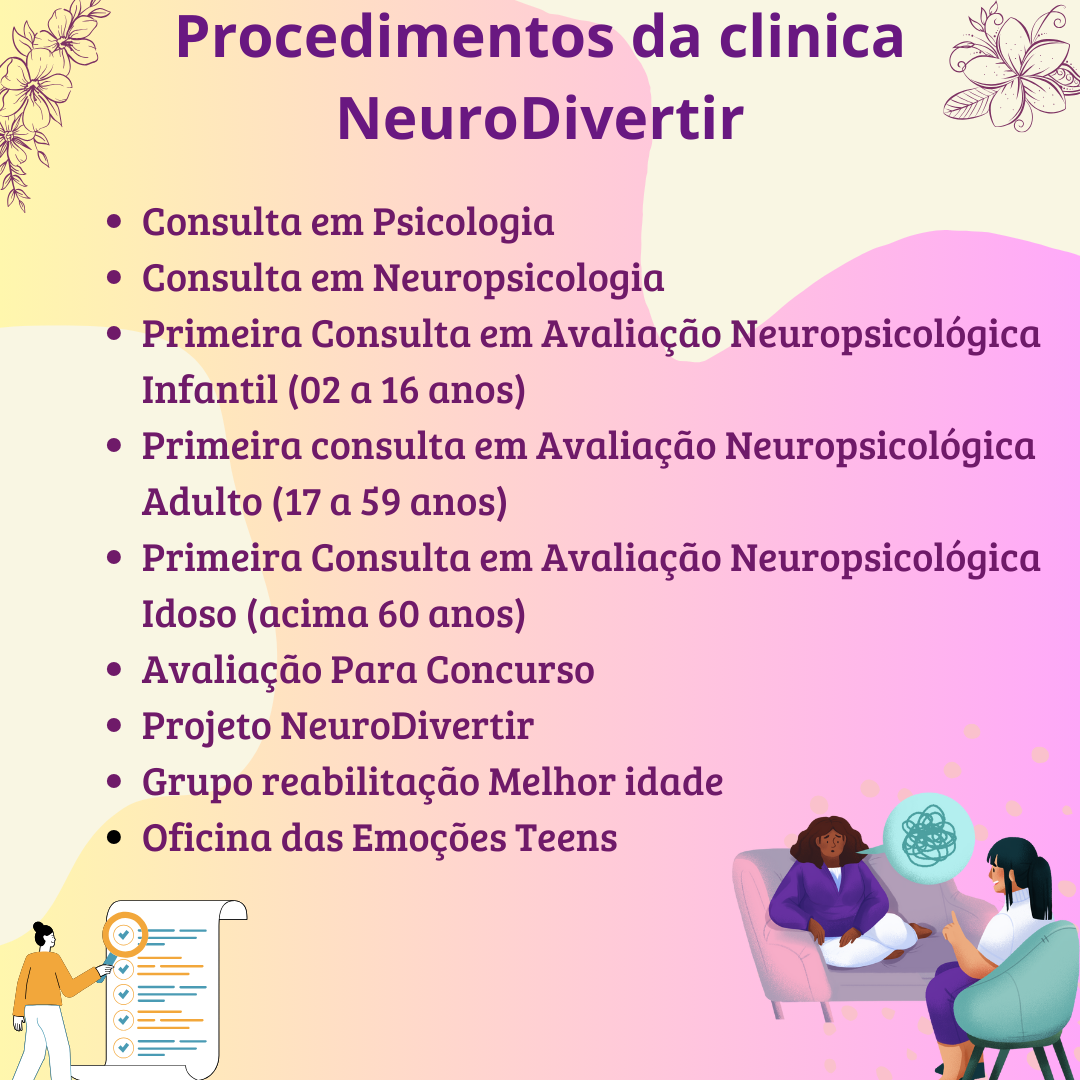 Procedimentos da clinica
NeuroDivertir
Consulta em Psicologia
Consulta em Neuropsicologia
Primeira Consulta em Avaliação Neuropsicológica
Infantil (02 a 16 anos)
Primeira consulta em Avaliação Neuropsicológica
Adulto (17 a 59 anos)
Primeira Consulta em Avaliação Neuropsicológica
Idoso (acima 60 anos)
Avaliação Para Concurso
Projeto NeuroDivertir
Grupo reabilitação Melhor idade
Oficina das Emoções Teens